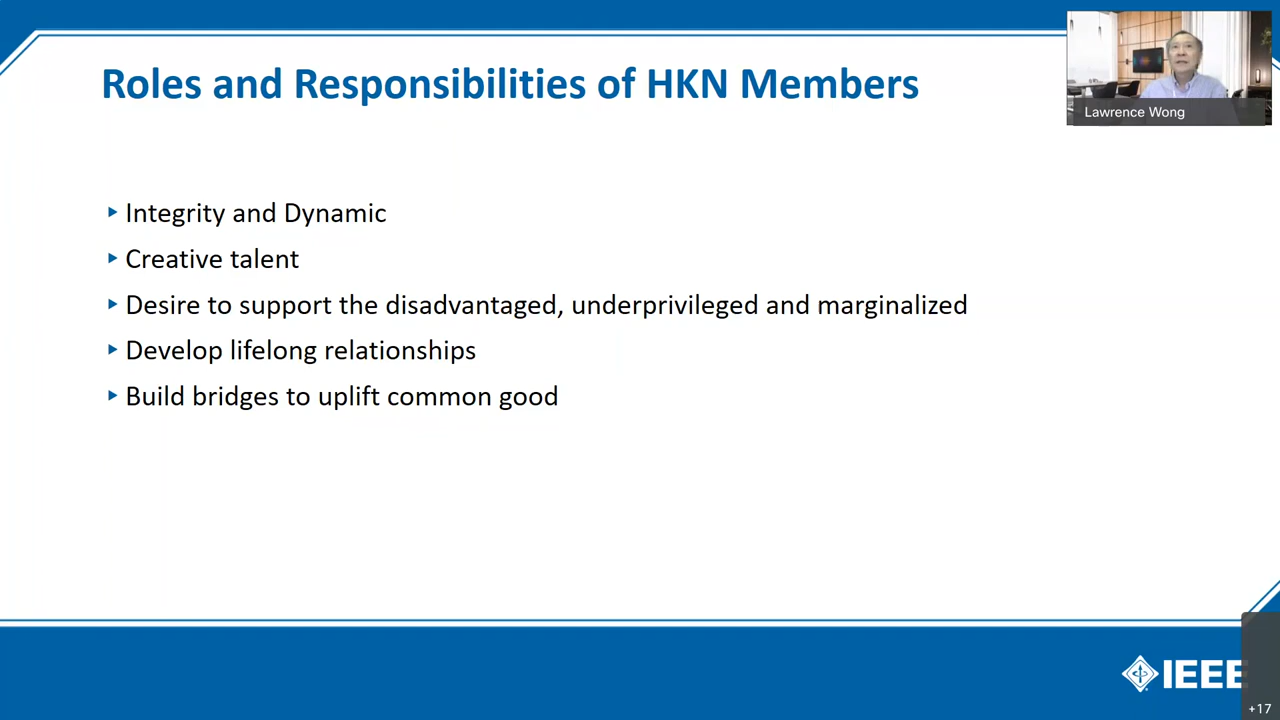 Roles and Responsibilities of HKN Members
Lawrence Wong
Integrity and Dynamic
Creative talent
Desire to support the disadvantaged, underprivileged and marginalized
Develop lifelong relationships
Build bridges to uplift common good
IEEE
+17